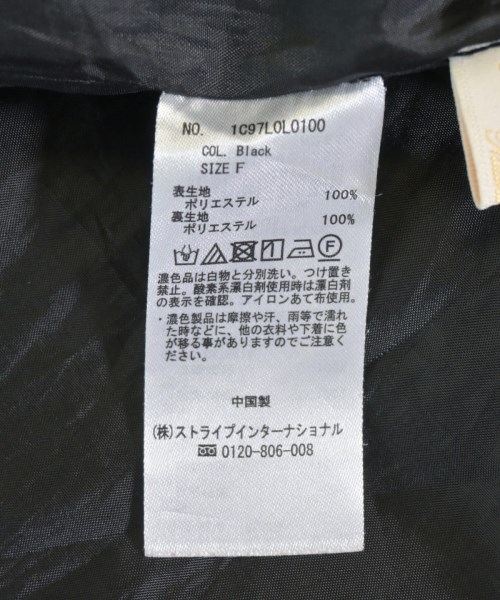 NO. 1C97L0L0100
COL. Black
SIZE F
表生地
ポリエステル 100%
裏生地
ポリエステル 100%
濃色品は白物と分別洗い。つけ置き
禁止。酸素系漂白剤使用時は漂白剤
の表示を確認。アイロンあて布使用。
・濃色製品は摩擦や汗、雨等で濡れ
た時などに、他の衣料や下着に色
が移る事がありますのでご注意く
ださい。
中国製
(株)ストライプインターナショナル
0120-806-008